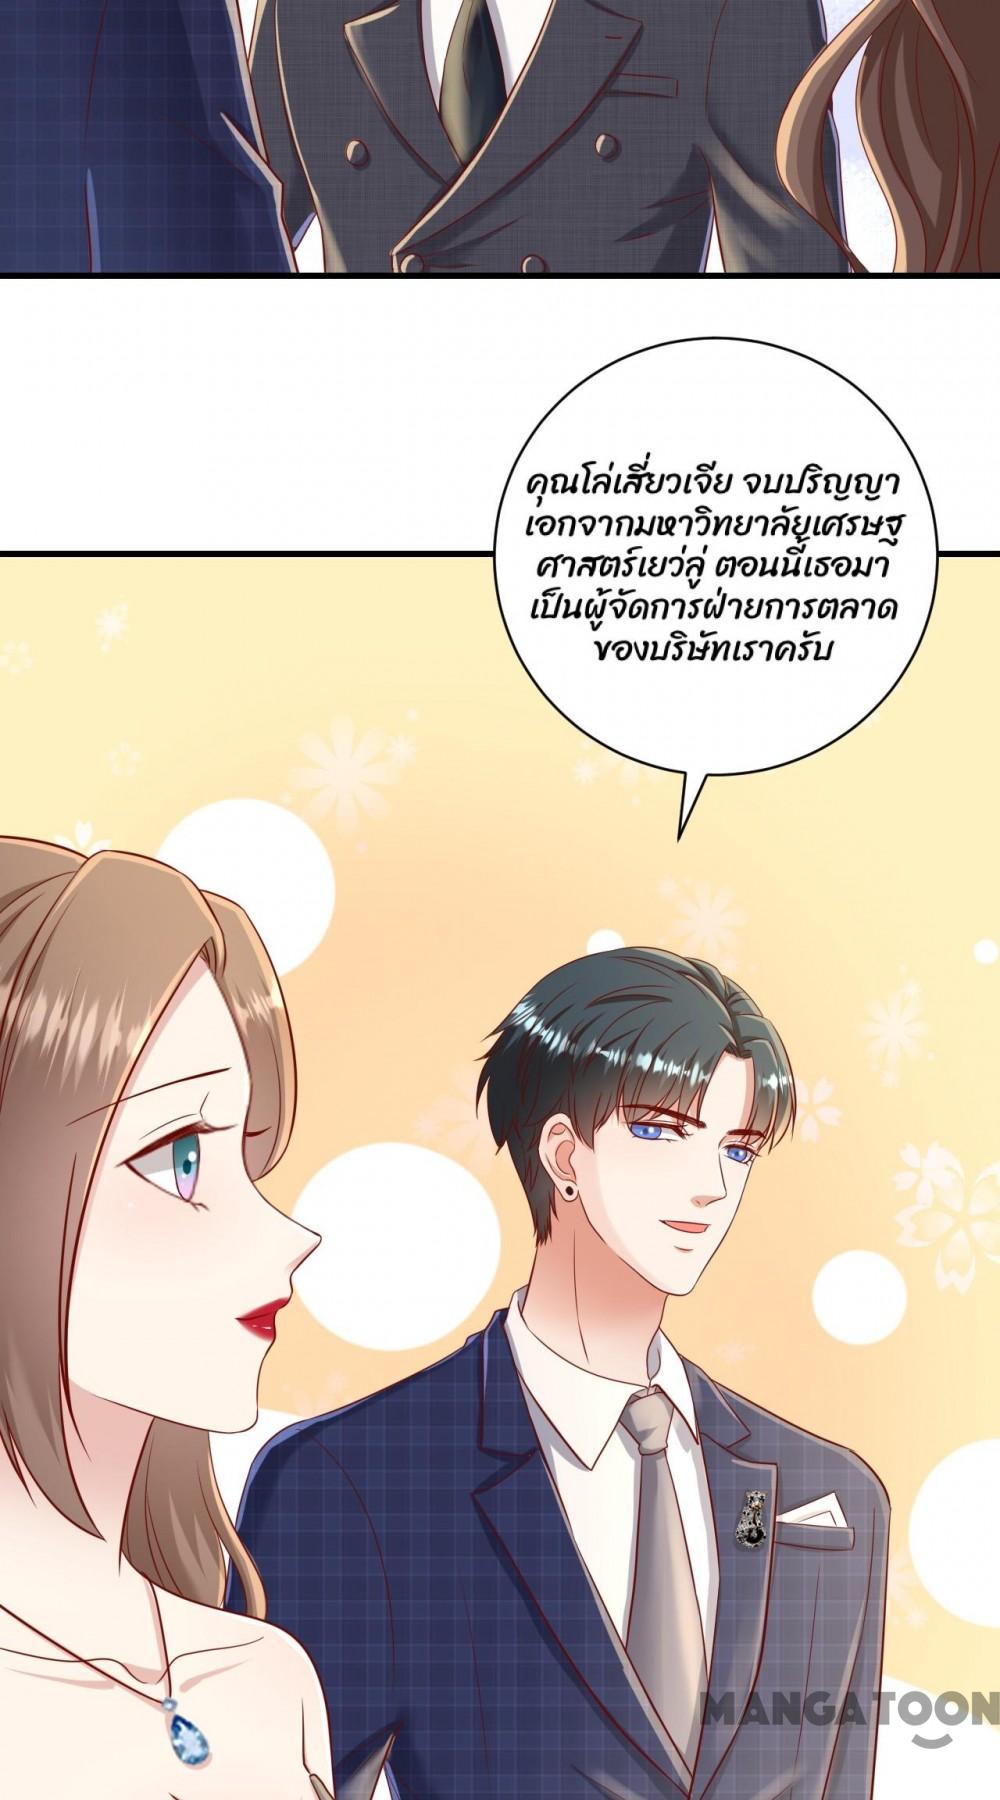 คุณโล่เสี่ยวเจีย จบปริญญา
เอกจากมหาวิทยาลัยเศรษฐ
ศาสตร์เยว่ลู่ ตอนนี้เธอมา
เป็นผู้จัดการฝ่ายการตลาด
ของบริษัทเราครับ
MANGATOON